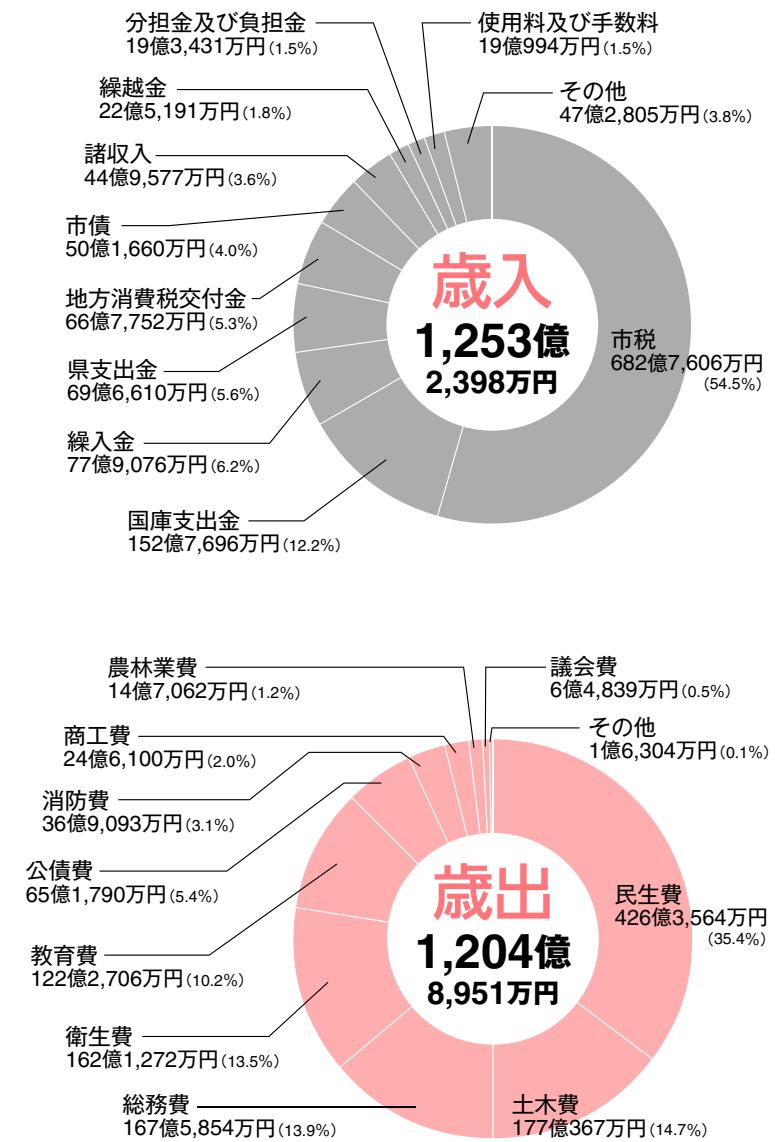 分担金及び負担金
19億3,431万円(1.5%)
使用料及び手数料
19億994万円(1.5%)
繰越金
22億5,191万円(1.8%)
その他
47億2,805万円(3.8%)
諸収入
44億9,577万円(3.6%)
市債
50億1,660万円(4.0%)
地方消費税交付金
66億7,752万円(5.3%)
県支出金
69億6,610万円(5.6%)
繰入金
77億9,076万円(6.2%)
国庫支出金
152億7,696万円(12.2%)
歳入
1,253億
2,398万円
市税
682億7,606万円
(54.5%)
農林業費
14億7,062万円(1.2%)
議会費
6億4,839万円(0.5%)
商工費
24億6,100万円(2.0%)
その他
1億6,304万円(0.1%)
消防費
36億9,093万円(3.1%)
公債費
65億1,790万円(5.4%)
教育費
122億2,706万円(10.2%)
衛生費
162億1,272万円(13.5%)
総務費
167億5,854万円(13.9%)
歳出
1,204億
8,951万円
民生費
426億3,564万円
(35.4%)
土木費
177億367万円(14.7%)